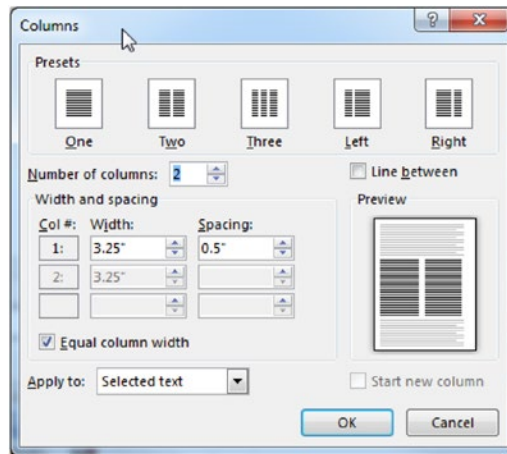 Columns
Presets
One Two Three Left Right
Number of columns: 2
Line between
Width and spacing
Preview
Col #: Width: Spacing:
1: 3.25" 0.5"
2: 3.25"
Equal column width
Apply to: Selected text
Start new column
OK Cancel